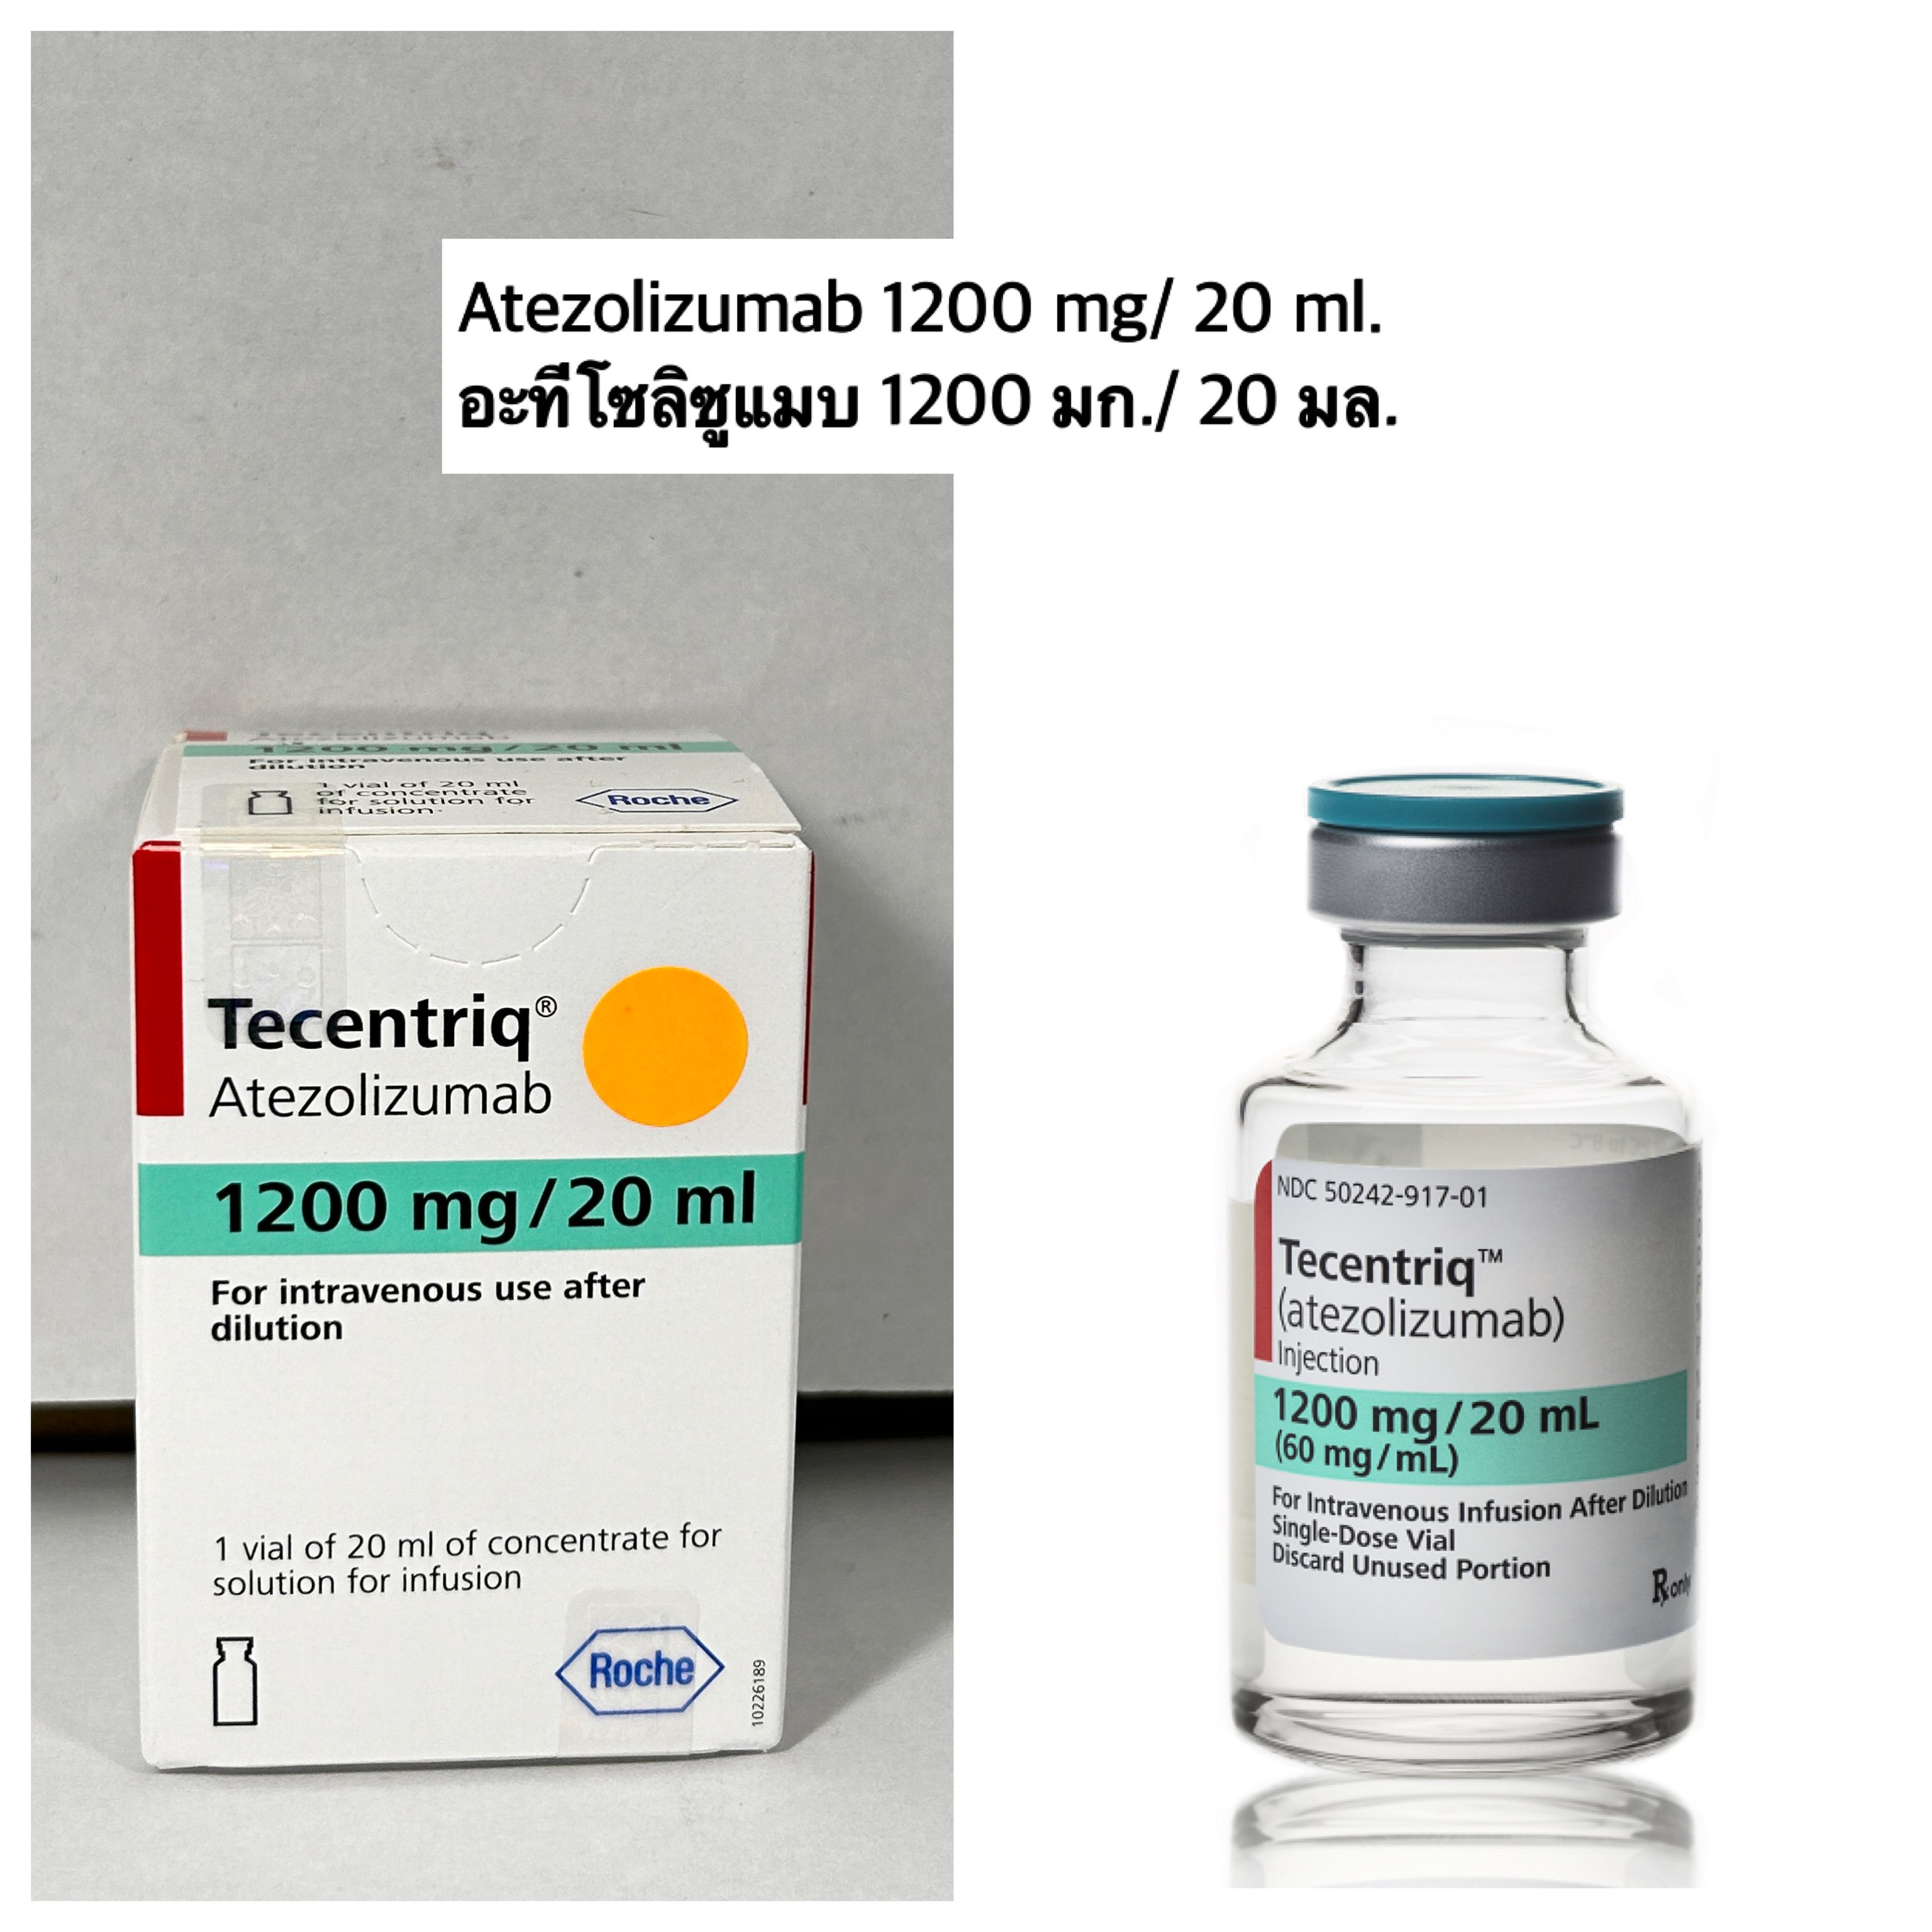 Atezolizumab 1200 mg/ 20 ml.
อะทีโซลิซูแมบ 1200 มก./ 20 มล.
Tecentriq
Atezolizumab
1200 mg/20 ml
For intravenous use after
dilution
1 vial of 20 ml
of concentrate
for solution for
infusion
Roche
Tecentriq®
Atezolizumab
1200 mg/20 ml
For intravenous use after
dilution
1 vial of 20 ml of concentrate for
solution for infusion
Roche
10226189
NDC 50242-917-01
Tecentriq™
(atezolizumab)
Injection
1200 mg/20 mL
(60 mg/mL)
For Intravenous Infusion After Dilution
Single-Dose Vial
Discard Unused Portion
Rx only